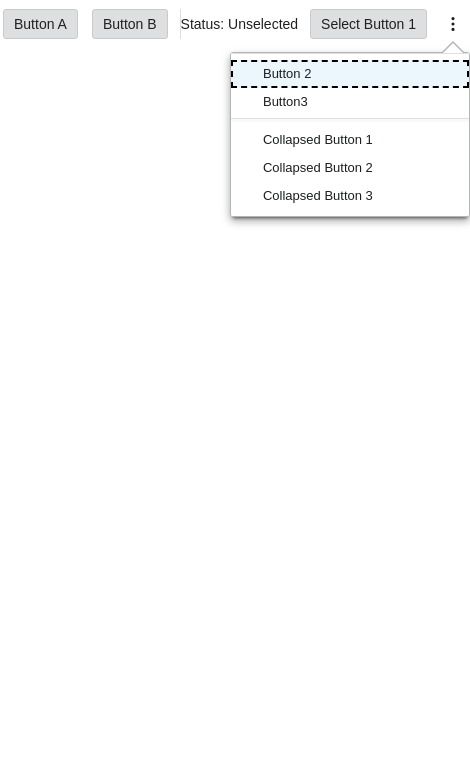 Button A Button B Status: Unselected Select Button 1
Button 2
Button3
Collapsed Button 1
Collapsed Button 2
Collapsed Button 3